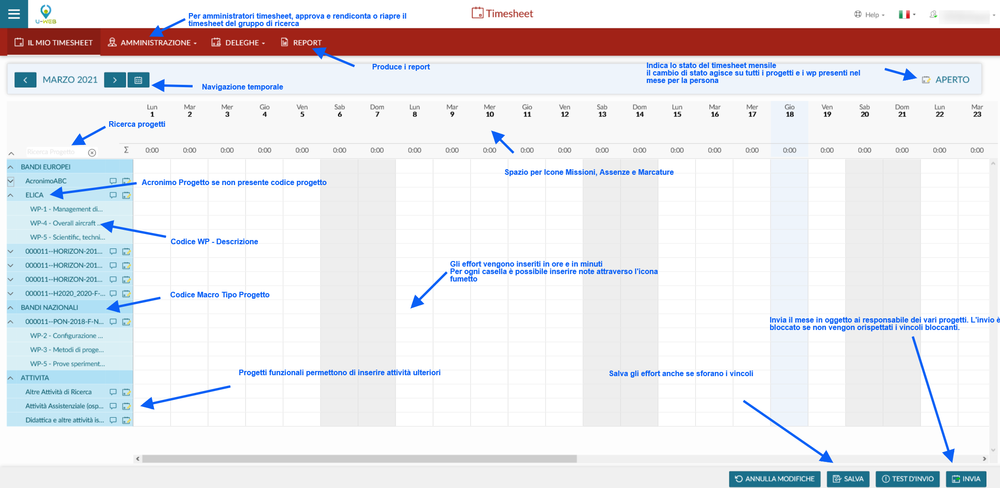 U-WEB
Per amministratori timesheet, approva e rendiconta o riapre il
timesheet del gruppo di ricerca
Timesheet
Help
IL MIO TIMESHEET
AMMINISTRAZIONE
DELEGHE
REPORT
Produce i report
Indica lo stato del timesheet mensile
il cambio di stato agisce su tutti i progetti e i wp presenti nel
mese per la persona
MARZO 2021
Navigazione temporale
APERTO
Lun Mar Mer Gio Ven Sab Dom Lun Mar Mer Gio Ven Sab Dom Lun Mar Mer Gio Ven Sab Dom Lun Mar
1 2 3 4 5 6 7 8 9 10 11 12 13 14 15 16 17 18 19 20 21 22 23
Ricerca progetti
Ricerca Progetto
Σ 0:00 0:00 0:00 0:00 0:00 0:00 0:00 0:00 0:00 0:00 0:00 0:00 0:00 0:00 0:00 0:00 0:00 0:00 0:00 0:00 0:00 0:00 0:00
BANDI EUROPEI
Spazio per Icone Missioni, Assenze e Marcature
AcronimoABC
Acronimo Progetto se non presente codice progetto
ELICA
WP-1 - Management di...
WP-4 - Overall aircraft ...
WP-5 - Scientific, techni...
Codice WP - Descrizione
000011--HORIZON-201...
000011--HORIZON-201...
Gli effort vengono inseriti in ore e in minuti
Per ogni casella è possibile inserire note attraverso l'icona
fumetto
000011--HORIZON-201...
000011--H2020_2020-F-...
Codice Macro Tipo Progetto
BANDI NAZIONALI
000011--PON-2018-F-N...
Invia il mese in oggetto ai responsabile dei vari progetti. L'invio è
bloccato se non vengon orispettati i vincoli bloccanti.
WP-2 - Configurazione ...
WP-3 - Metodi di proge...
WP-5 - Prove speriment...
Progetti funzionali permettono di inserire attività ulteriori
Salva gli effort anche se sforano i vincoli
ATTIVITA
Altre Attività di Ricerca
Attività Assistenziale (osp...
Didattica e altre attività is...
ANNULLA MODIFICHE
SALVA
TEST D'INVIO
INVIA